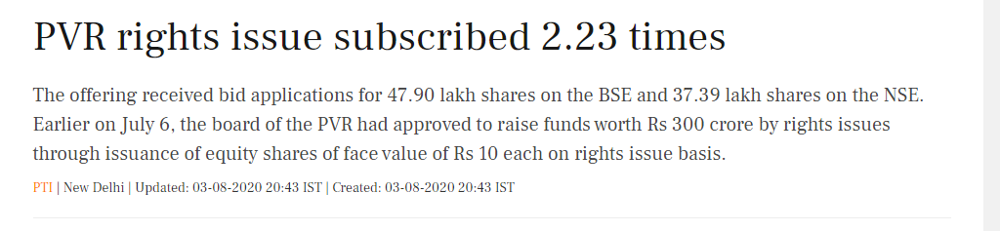 PVR rights issue subscribed 2.23 times
The offering received bid applications for 47.90 lakh shares on the BSE and 37.39 lakh shares on the NSE.
Earlier on July 6, the board of the PVR had approved to raise funds worth Rs 300 crore by rights issues
through issuance of equity shares of face value of Rs 10 each on rights issue basis.
PTI | New Delhi | Updated: 03-08-2020 20:43 IST | Created: 03-08-2020 20:43 IST